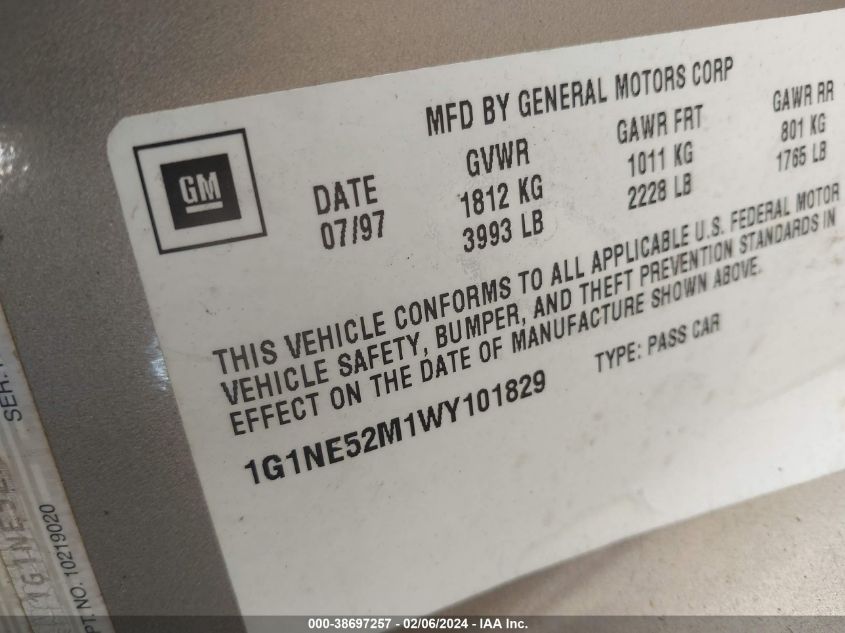 MFD BY GENERAL MOTORS CORP
GM
DATE GVWR GAWR FRT GAWR RR
07/97 1812 KG 1011 KG 801 KG
3993 LB 2228 LB 1765 LB
THIS VEHICLE CONFORMS TO ALL APPLICABLE U.S. FEDERAL MOTOR
VEHICLE SAFETY, BUMPER, AND THEFT PREVENTION STANDARDS IN
EFFECT ON THE DATE OF MANUFACTURE SHOWN ABOVE.
1G1NE52M1WY101829 TYPE: PASS CAR
SER.
1G1NE52
PT. NO. 10219020
000-38697257 - 02/06/2024 - IAA Inc.